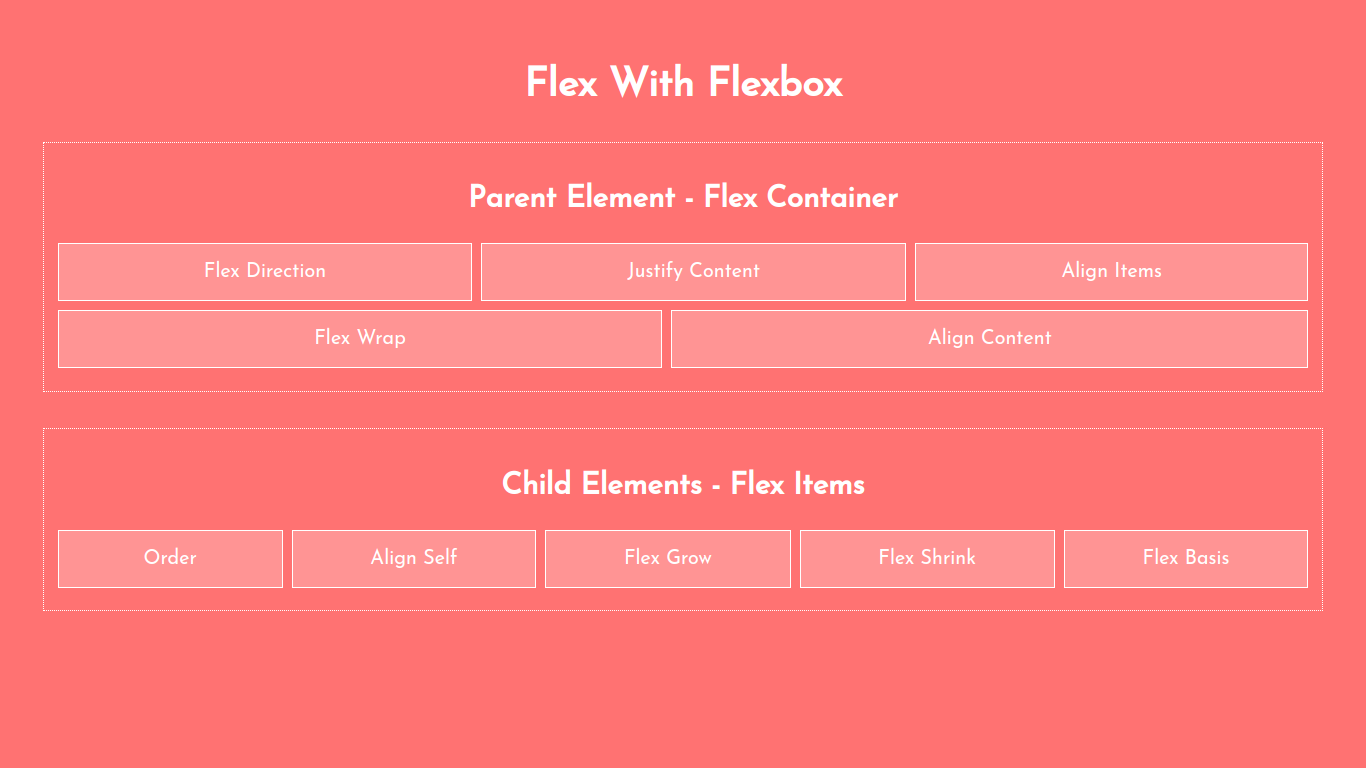 Flex With Flexbox
Parent Element - Flex Container
Flex Direction
Justify Content
Align Items
Flex Wrap
Align Content
Child Elements - Flex Items
Order
Align Self
Flex Grow
Flex Shrink
Flex Basis